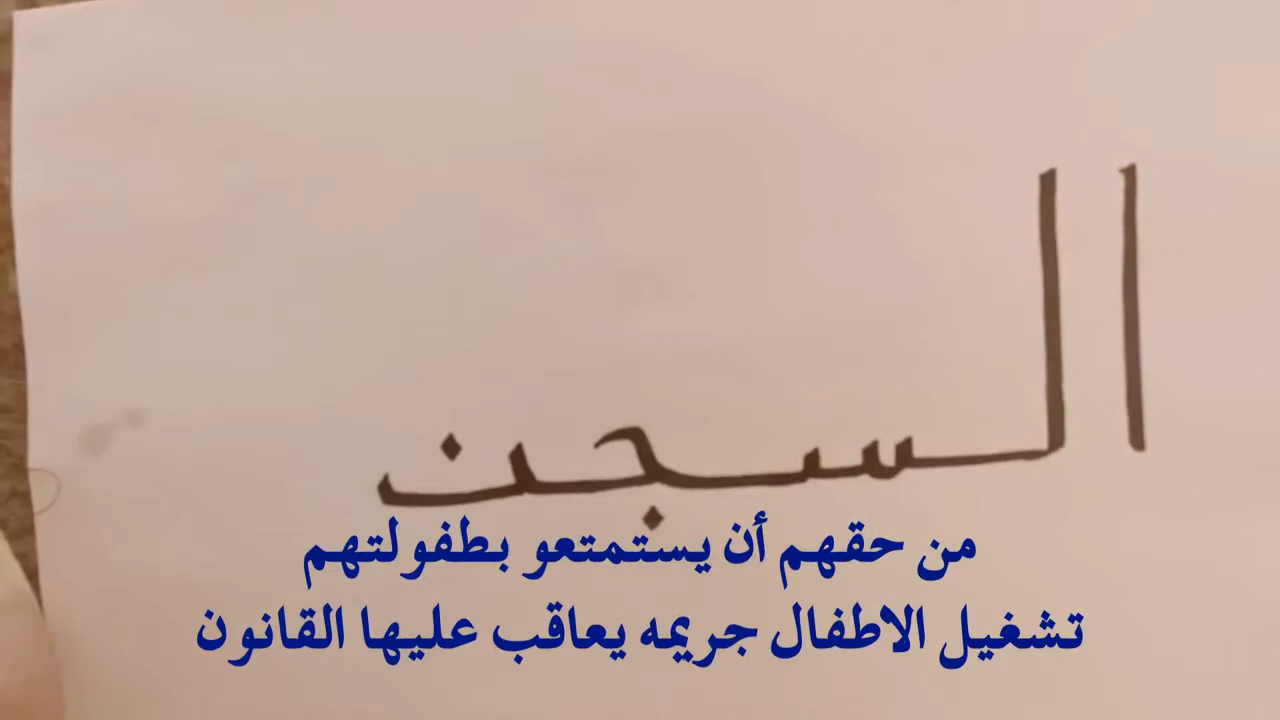 السجن
من حقهم أن يستمتعو بطفولتهم
تشغيل الاطفال جريمه يعاقب عليها القانون